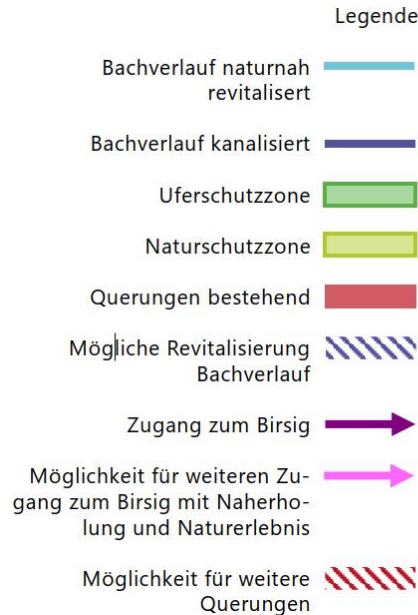 Legende
Bachverlauf naturnah
revitalisert
Bachverlauf kanalisiert
Uferschutzzone
Naturschutzzone
Querungen bestehend
Mögliche Revitalisierung
Bachverlauf
Zugang zum Birsig
Möglichkeit für weiteren Zu-
gang zum Birsig mit Naherho-
lung und Naturerlebnis
Möglichkeit für weitere
Querungen